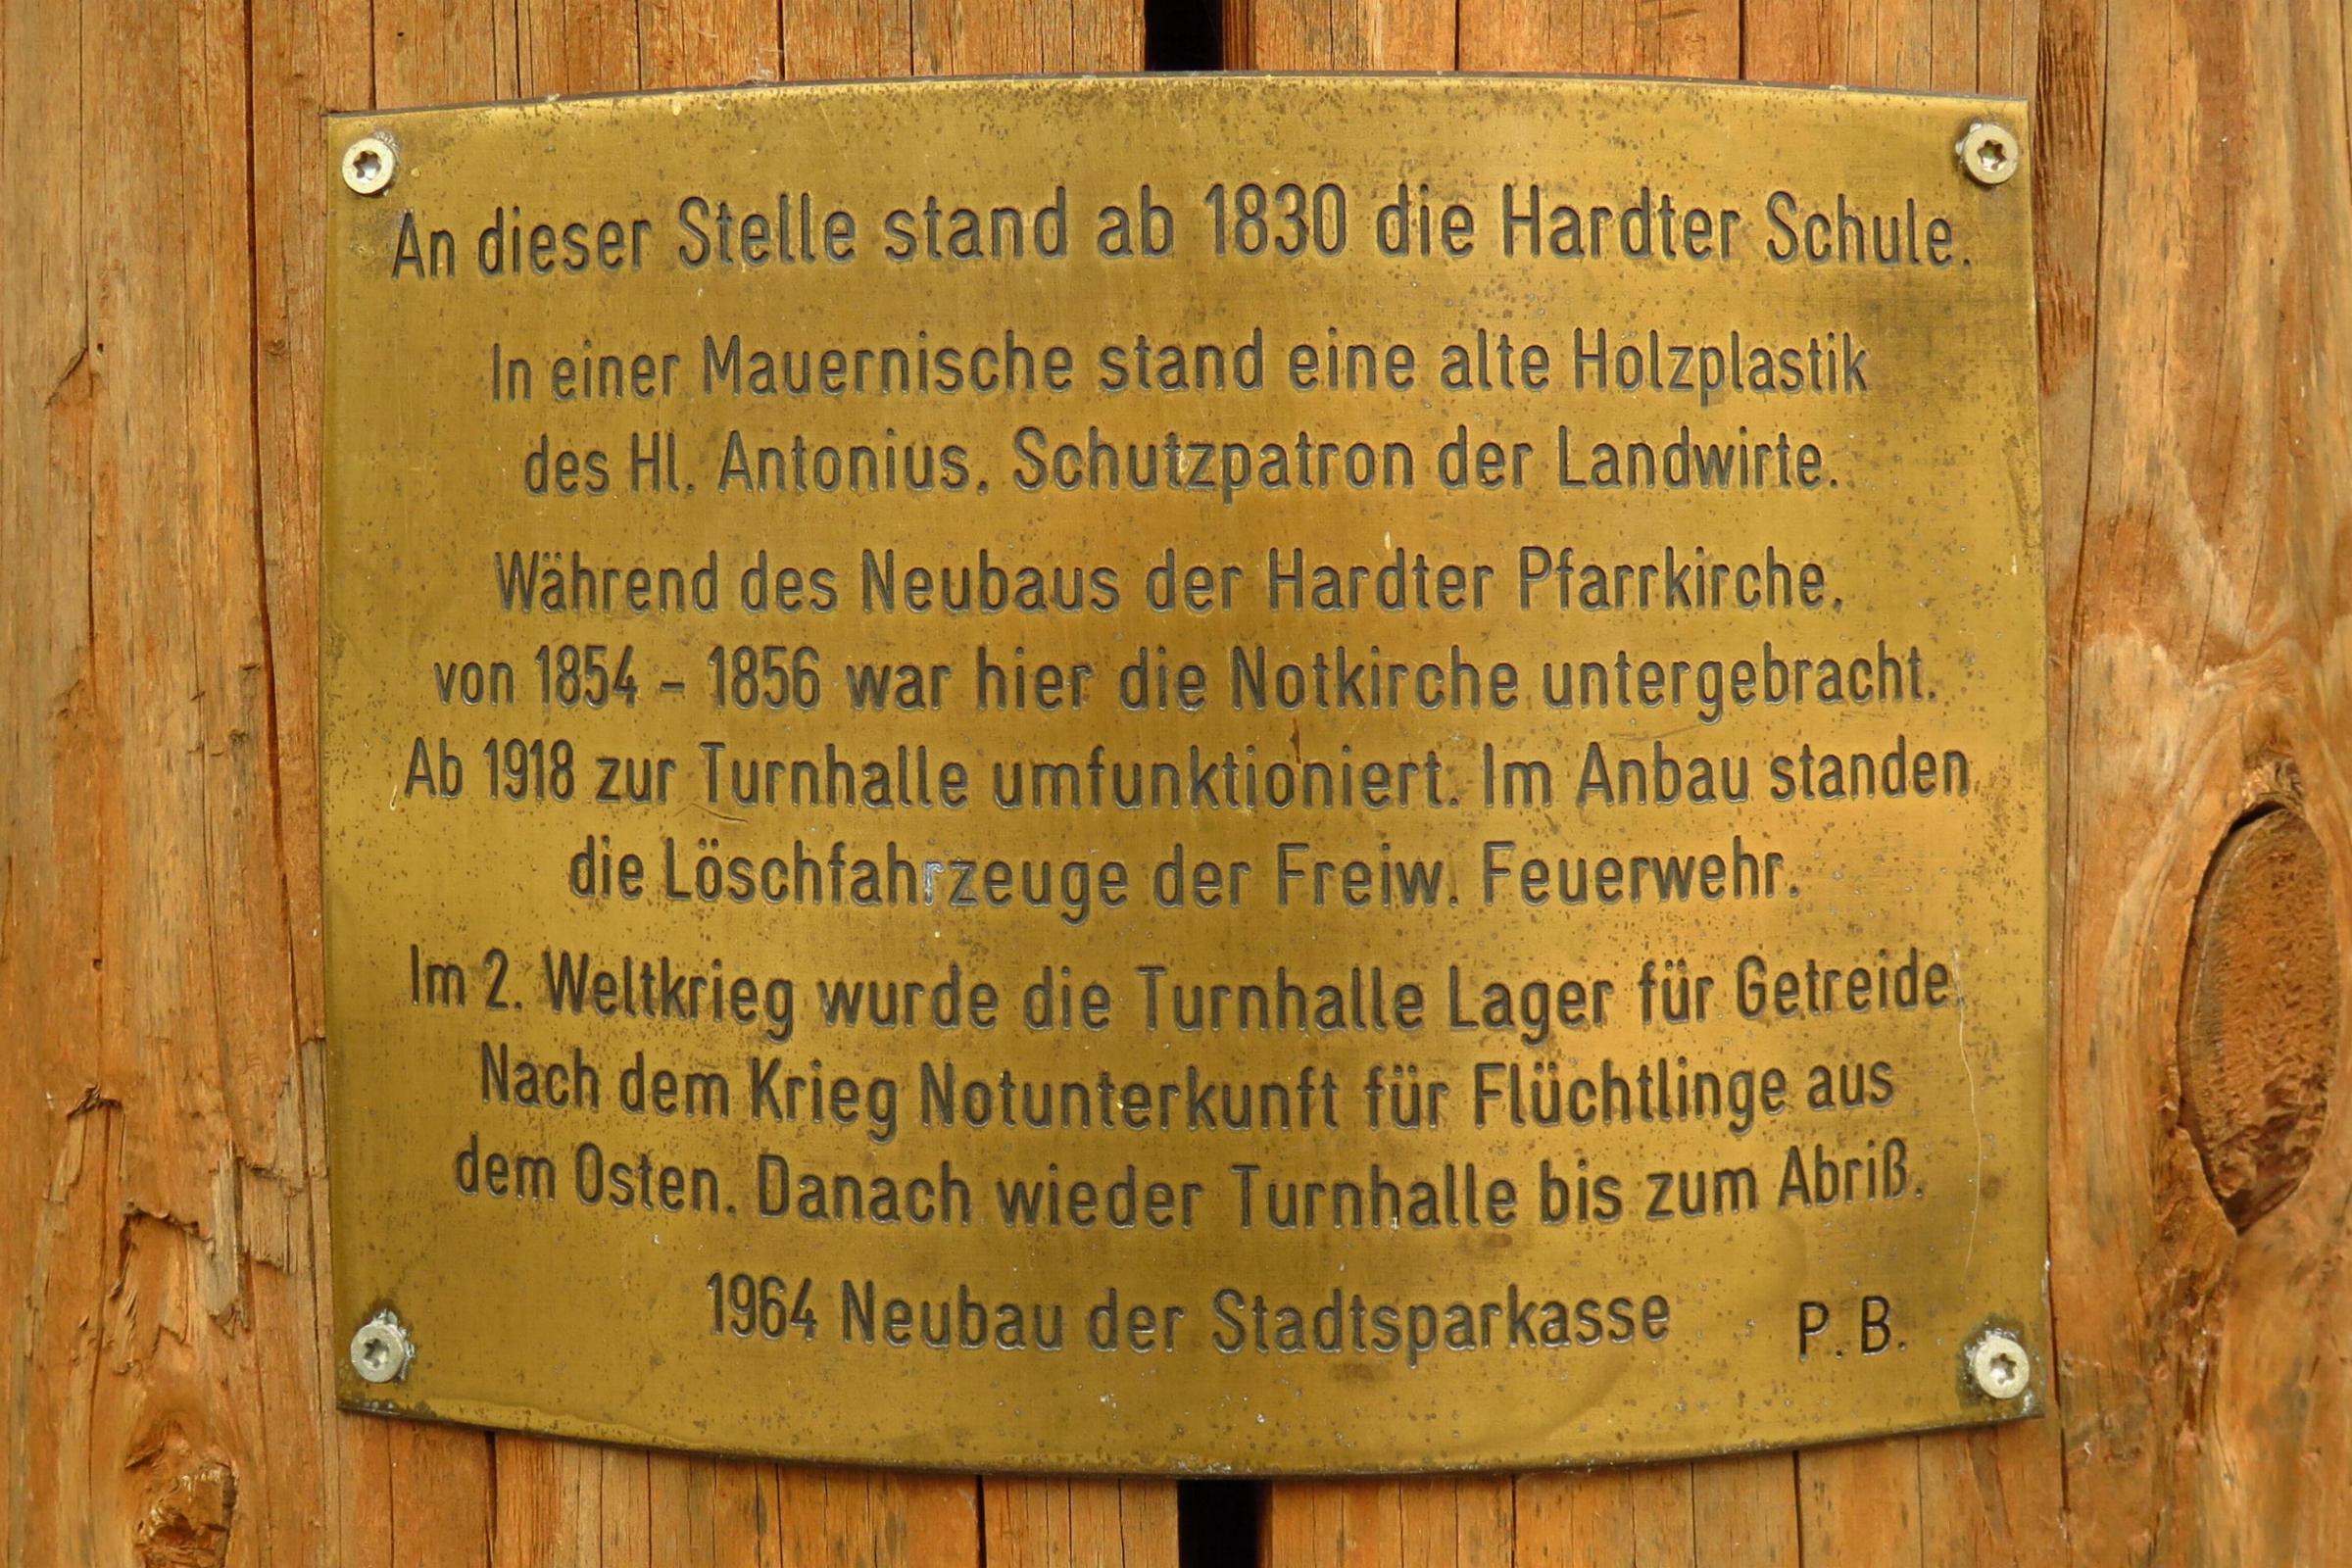 An dieser Stelle stand ab 1830 die Hardter Schule.
In einer Mauernische stand eine alte Holzplastik
des Hl. Antonius, Schutzpatron der Landwirte.
Während des Neubaus der Hardter Pfarrkirche,
von 1854 - 1856 war hier die Notkirche untergebracht.
Ab 1918 zur Turnhalle umfunktioniert. Im Anbau standen
die Löschfahrzeuge der Freiw. Feuerwehr.
Im 2. Weltkrieg wurde die Turnhalle Lager für Getreide.
Nach dem Krieg Notunterkunft für Flüchtlinge aus
dem Osten. Danach wieder Turnhalle bis zum Abriß.
1964 Neubau der Stadtsparkasse P. B.